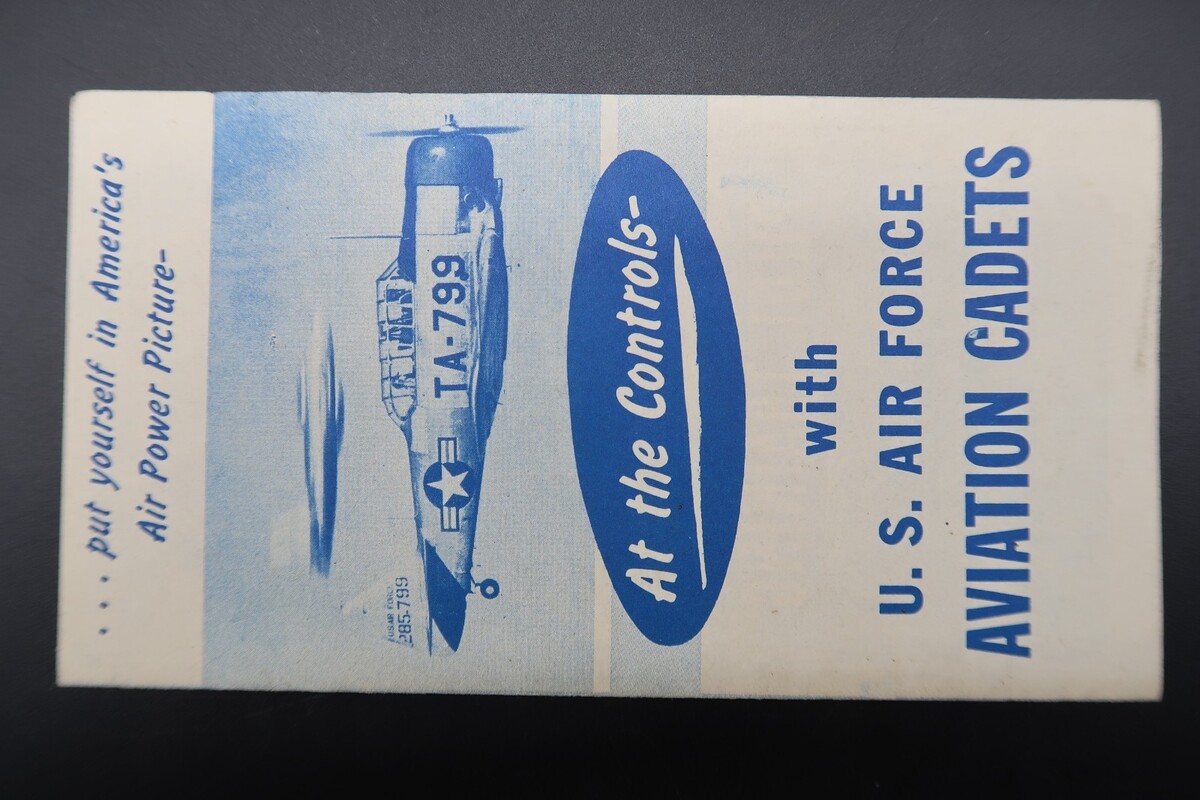 . . . put yourself in America's
Air Power Picture-
TA-799
U.S. AIR FORCE
285-799
At the Controls-
with
U. S. AIR FORCE
AVIATION CADETS